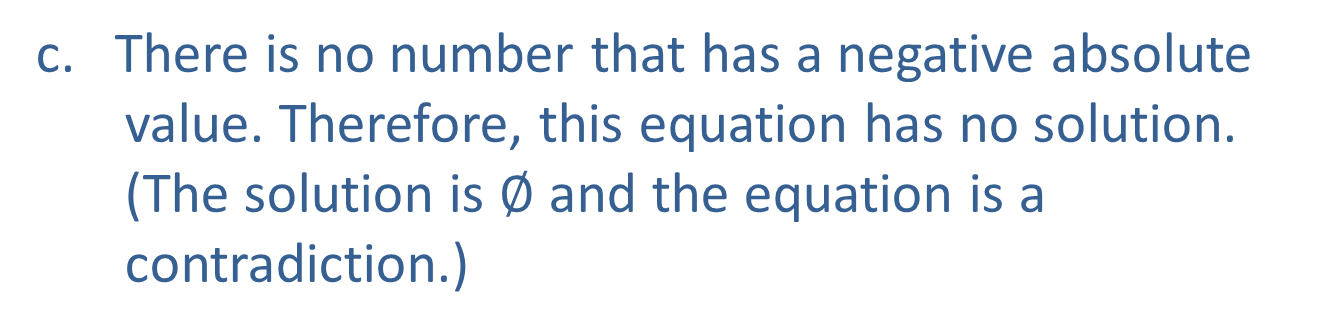 c. There is no number that has a negative absolute
value. Therefore, this equation has no solution.
(The solution is Ø and the equation is a
contradiction.)